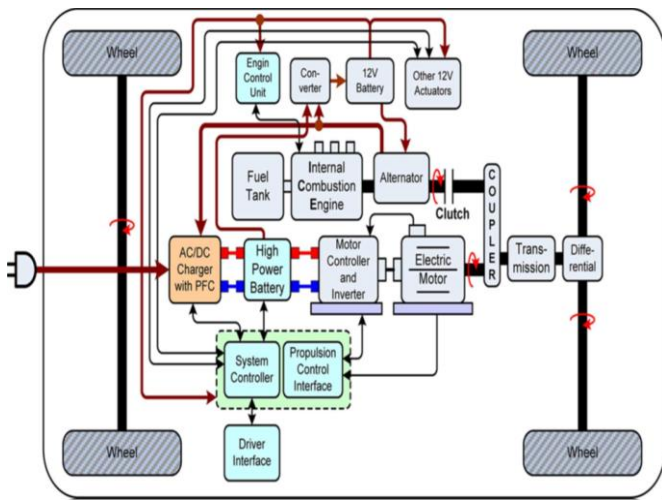 Wheel
Wheel
Engin
Control
Unit
Con-
verter
12V
Battery
Other 12V
Actuators
Fuel
Tank
Internal
Combustion
Engine
Alternator
Clutch
COUPLER
AC/DC
Charger
with PFC
High
Power
Battery
Motor
Controller
and
Inverter
Electric
Motor
Trans-
mission
Diffe-
rential
System
Controller
Propulsion
Control
Interface
Driver
Interface
Wheel
Wheel